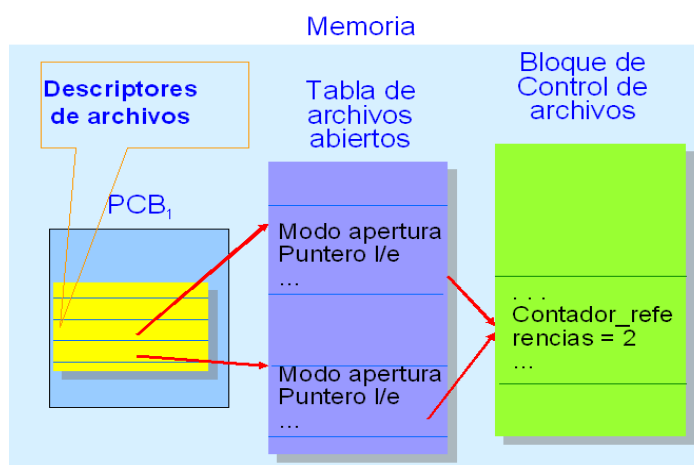 Memoria
Descriptores
de archivos
PCB₁
Tabla de
archivos
abiertos
Modo apertura
Puntero l/e
...
Modo apertura
Puntero l/e
...
Bloque de
Control de
archivos
. . .
Contador_refe
rencias = 2
...